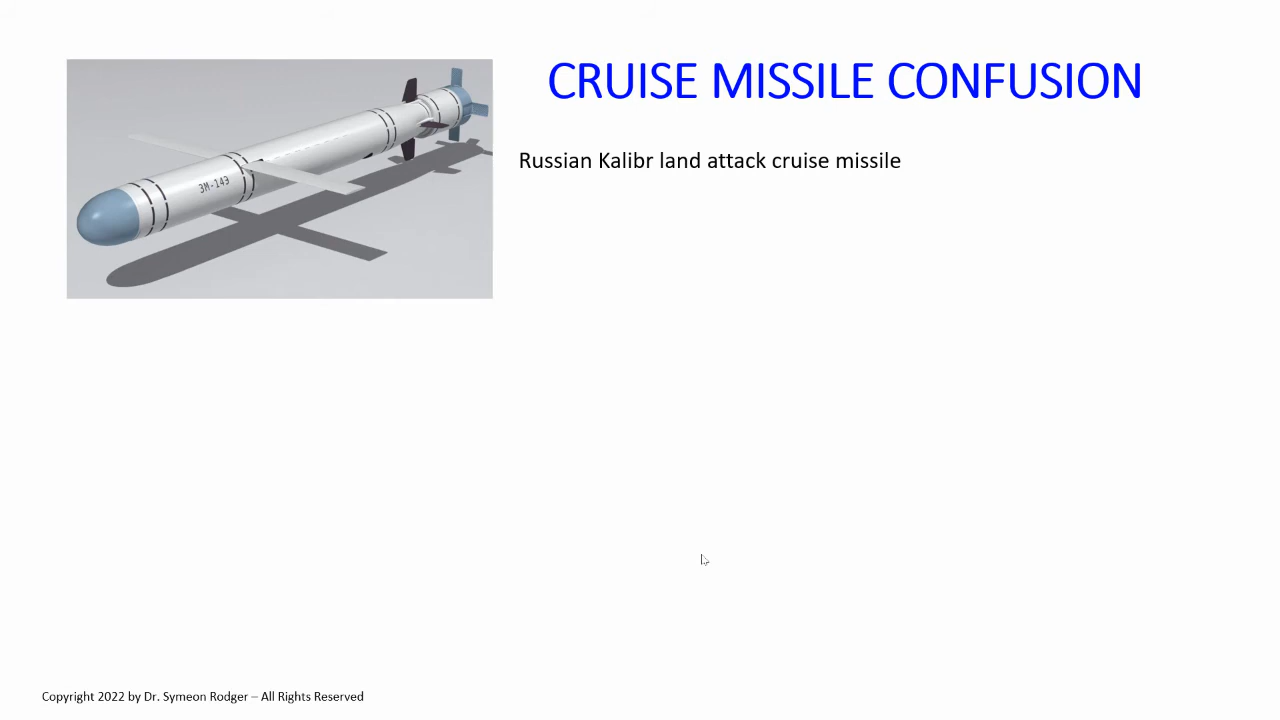 CRUISE MISSILE CONFUSION
Russian Kalibr land attack cruise missile
3M-143
Copyright 2022 by Dr. Symeon Rodger – All Rights Reserved